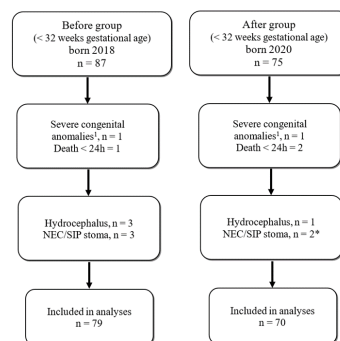 Before group
(< 32 weeks gestational age)
born 2018
n = 87
After group
(< 32 weeks gestational age)
born 2020
n = 75
Severe congenital
anomalies¹, n = 1
Death < 24h = 1
Severe congenital
anomalies¹, n = 1
Death < 24h = 2
Hydrocephalus, n = 3
NEC/SIP stoma, n = 3
Hydrocephalus, n = 1
NEC/SIP stoma, n = 2*
Included in analyses
n = 79
Included in analyses
n = 70